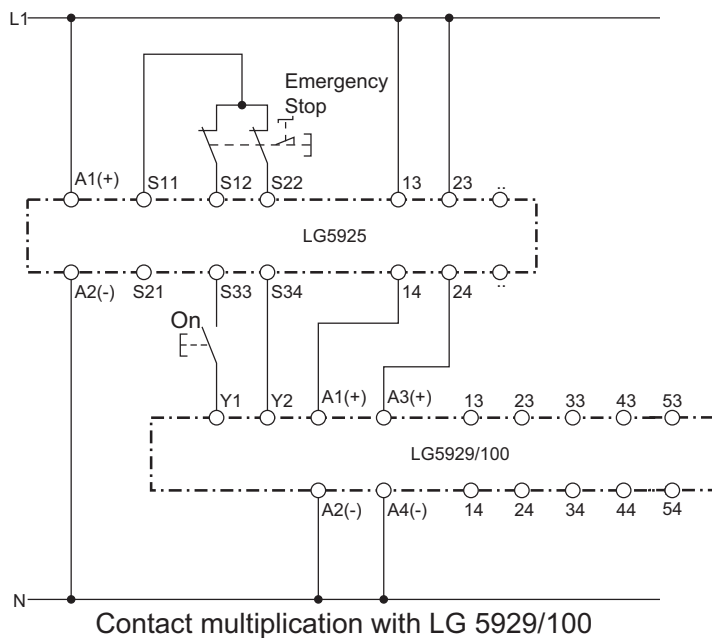 L1
Emergency
Stop
A1(+) S11 S12 S22 13 23 ..
LG5925
A2(-) S21 S33 S34 14 24 ..
On
Y1 Y2 A1(+) A3(+) 13 23 33 43 53
LG5929/100
A2(-) A4(-) 14 24 34 44 54
N
Contact multiplication with LG 5929/100